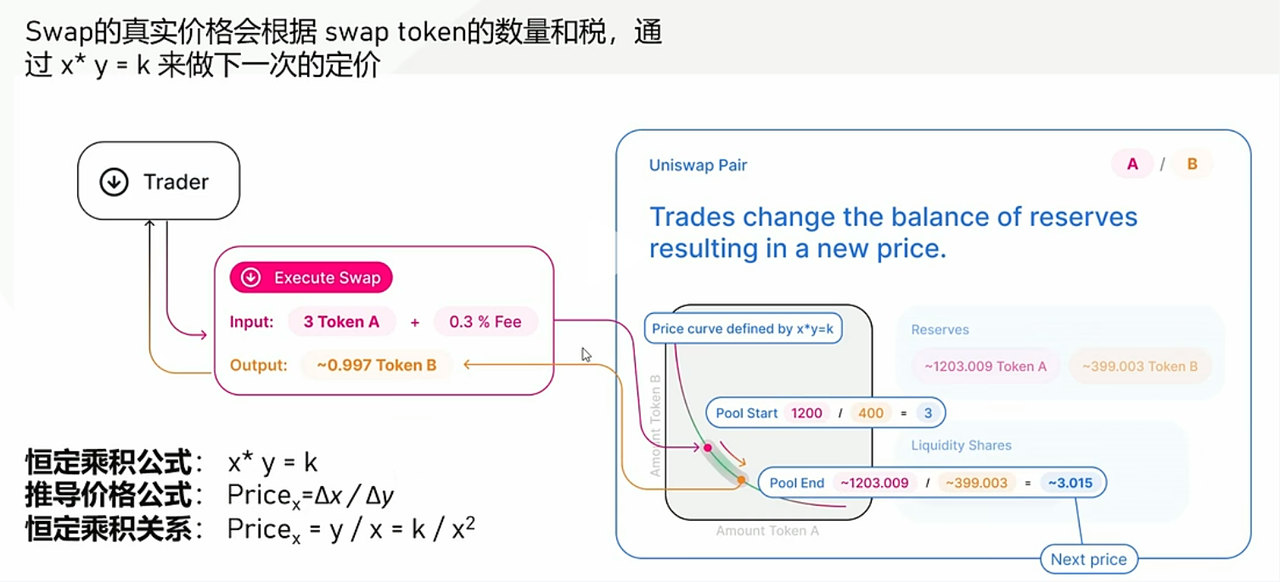 Swap的真实价格会根据 swap token的数量和税，通
过 x* y = k 来做下一次的定价
Trader
Execute Swap
Input: 3 Token A + 0.3 % Fee
Output: ~0.997 Token B
恒定乘积公式： x* y = k
推导价格公式： Priceₓ=Δx / Δy
恒定乘积关系： Priceₓ = y / x = k / x²
Uniswap Pair
A / B
Trades change the balance of reserves
resulting in a new price.
Price curve defined by x*y=k
Amount Token B
Pool Start 1200 / 400 = 3
Pool End ~1203.009 / ~399.003 = ~3.015
Amount Token A
Reserves
~1203.009 Token A ~399.003 Token B
Liquidity Shares
Next price